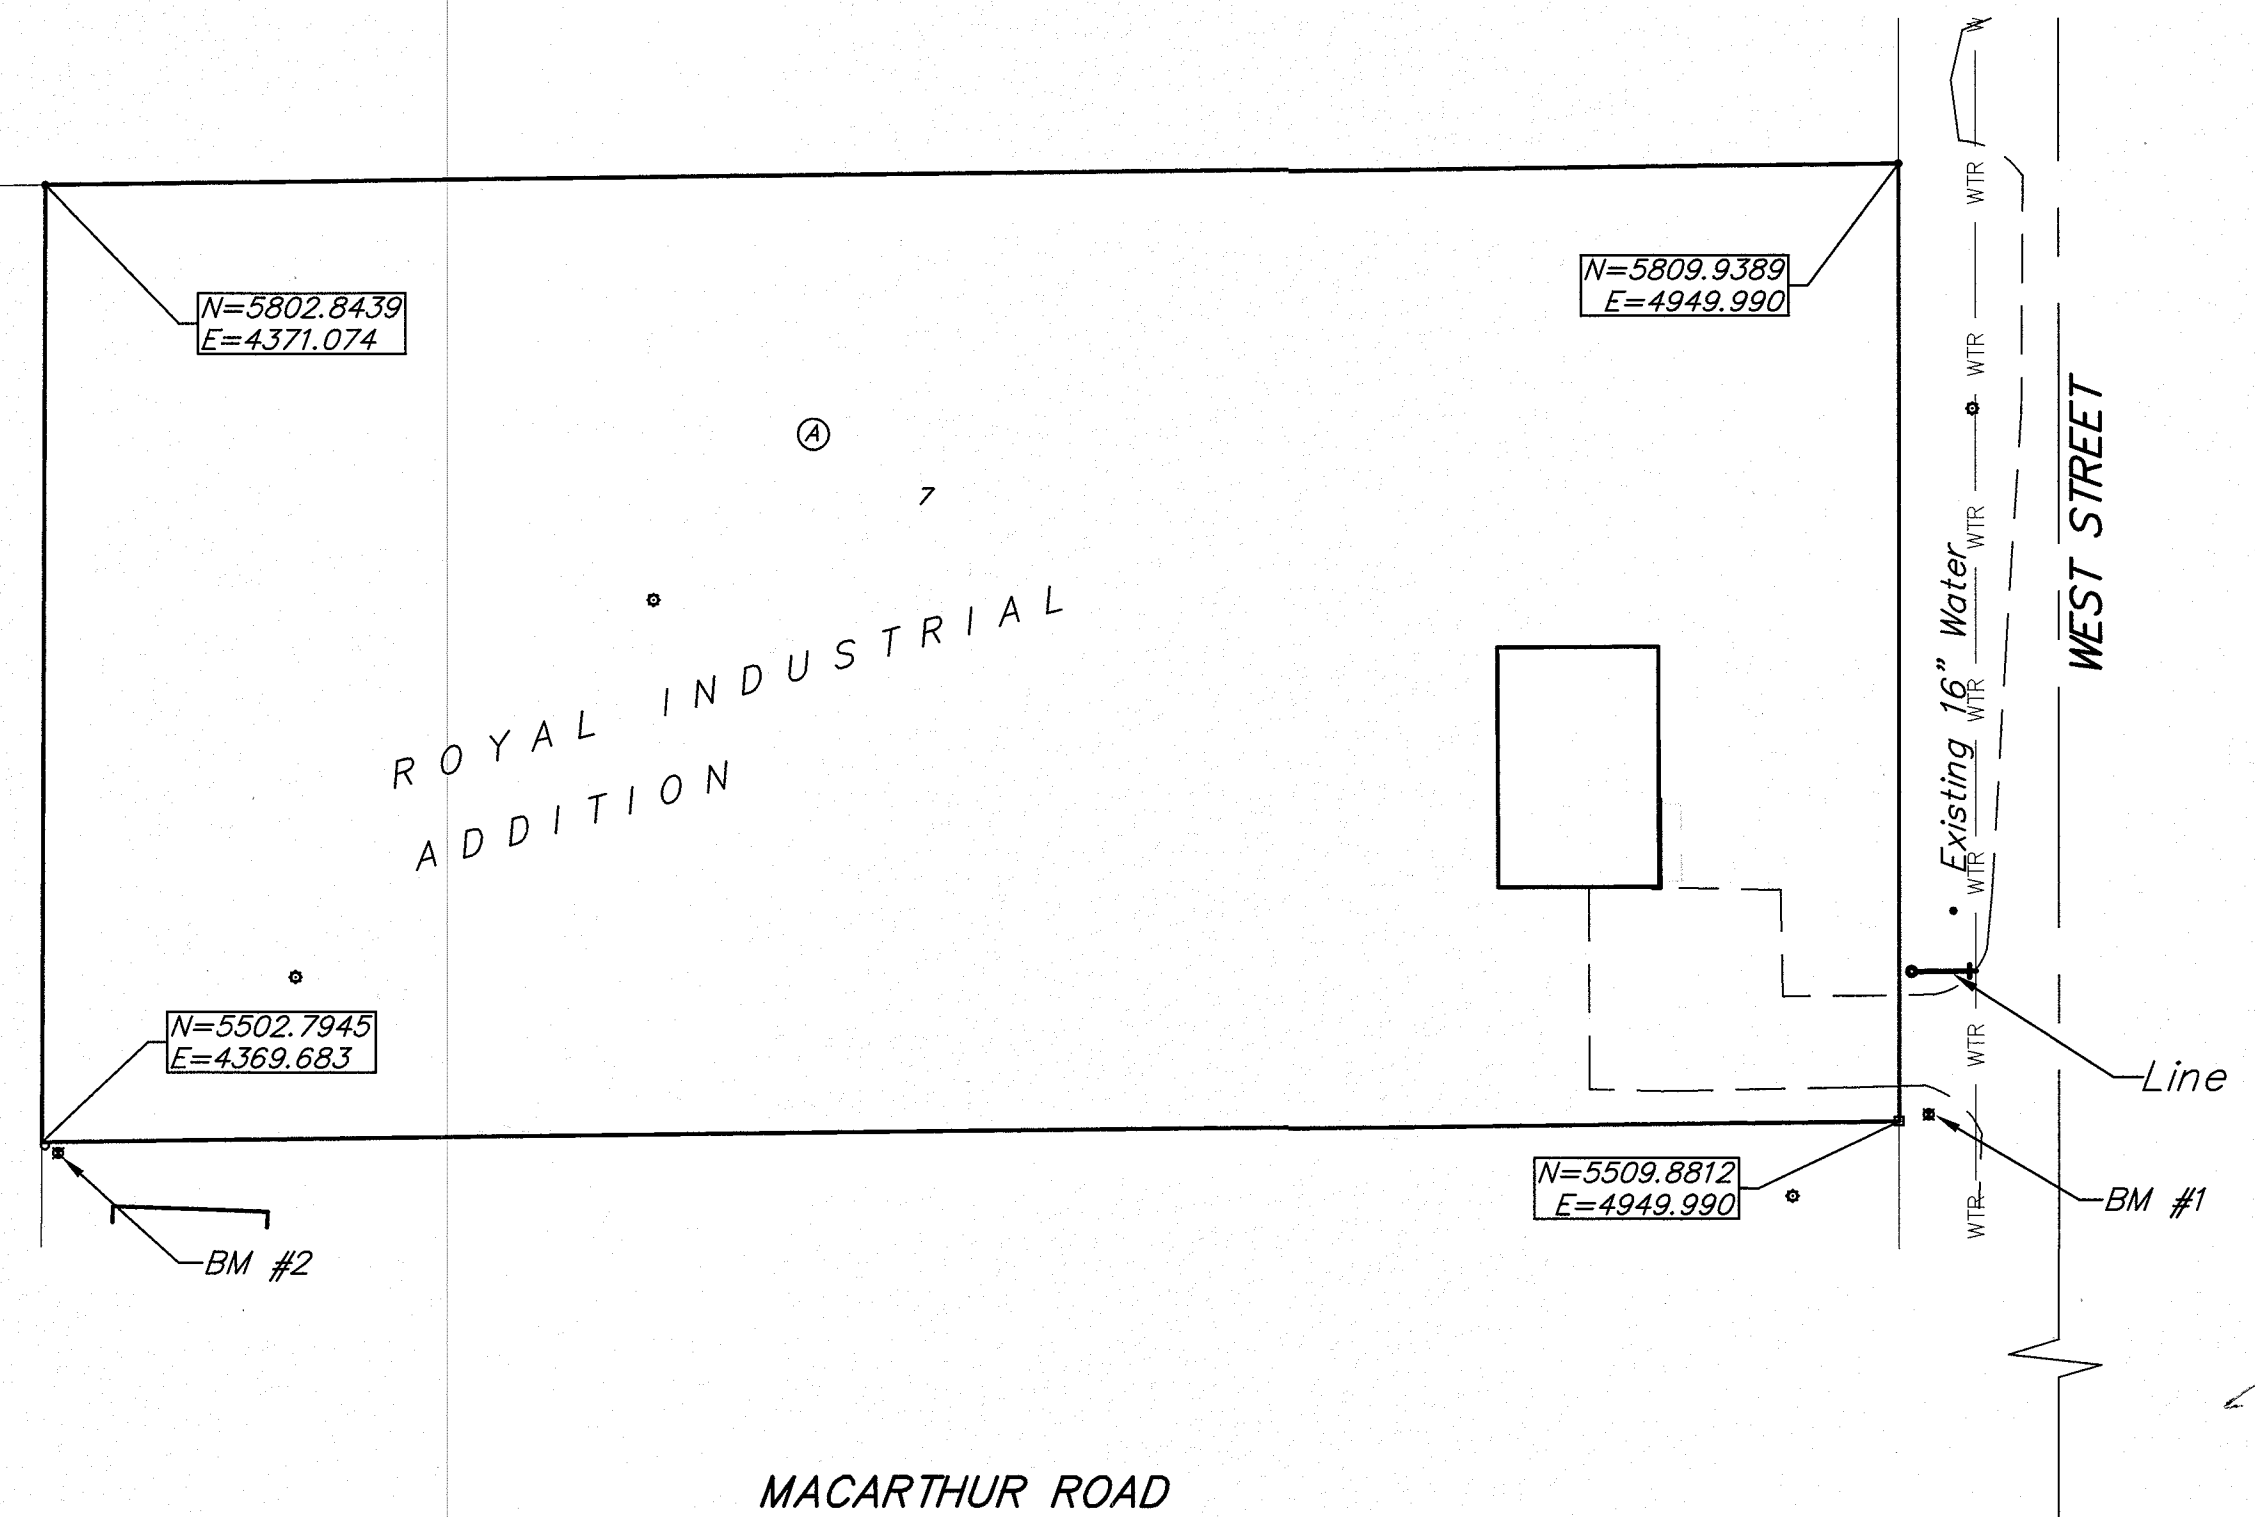 W
WTR
N=5809.9389
E=4949.990
N=5802.8439
E=4371.074
WTR
A
7
WTR
WEST STREET
Existing 16" Water
ROYAL INDUSTRIAL
ADDITION
WTR
WTR
N=5502.7945
E=4369.683
WTR
Line
N=5509.8812
E=4949.990
WTR
BM #1
BM #2
MACARTHUR ROAD